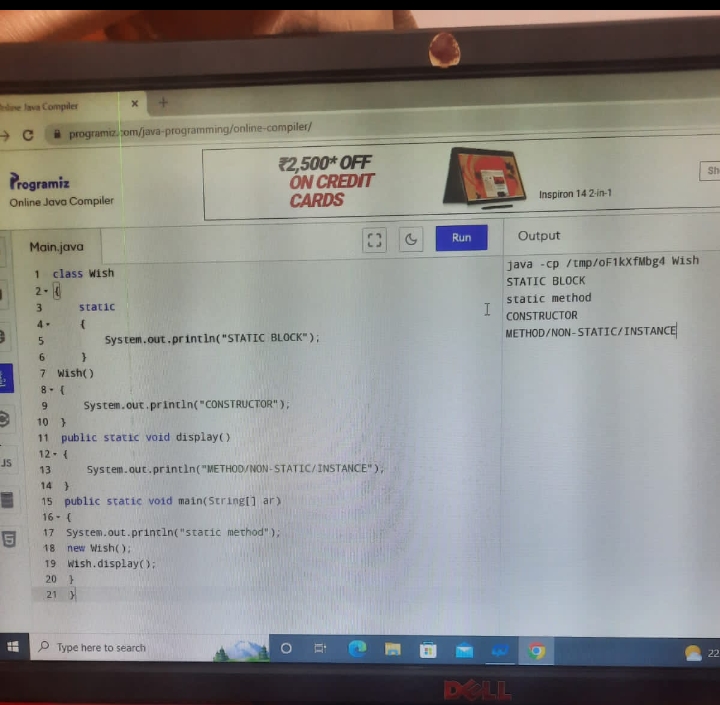 Online Java Compiler
programiz.com/java-programming/online-compiler/
Programiz
Online Java Compiler
₹2,500* OFF
ON CREDIT
CARDS
Inspiron 14 2-in-1
Main.java
Run
1 class Wish
2 {
3 static
4 {
5 System.out.println("STATIC BLOCK");
6 }
7 Wish()
8 {
9 System.out.println("CONSTRUCTOR");
10 }
11 public static void display()
12 {
13 System.out.println("METHOD/NON-STATIC/INSTANCE");
14 }
15 public static void main(String[] ar)
16 {
17 System.out.println("static method");
18 new Wish();
19 Wish.display();
20 }
21 }
Output
java -cp /tmp/oF1kXfMbg4 Wish
STATIC BLOCK
static method
CONSTRUCTOR
METHOD/NON-STATIC/INSTANCE
JS
5
Type here to search
22
DELL